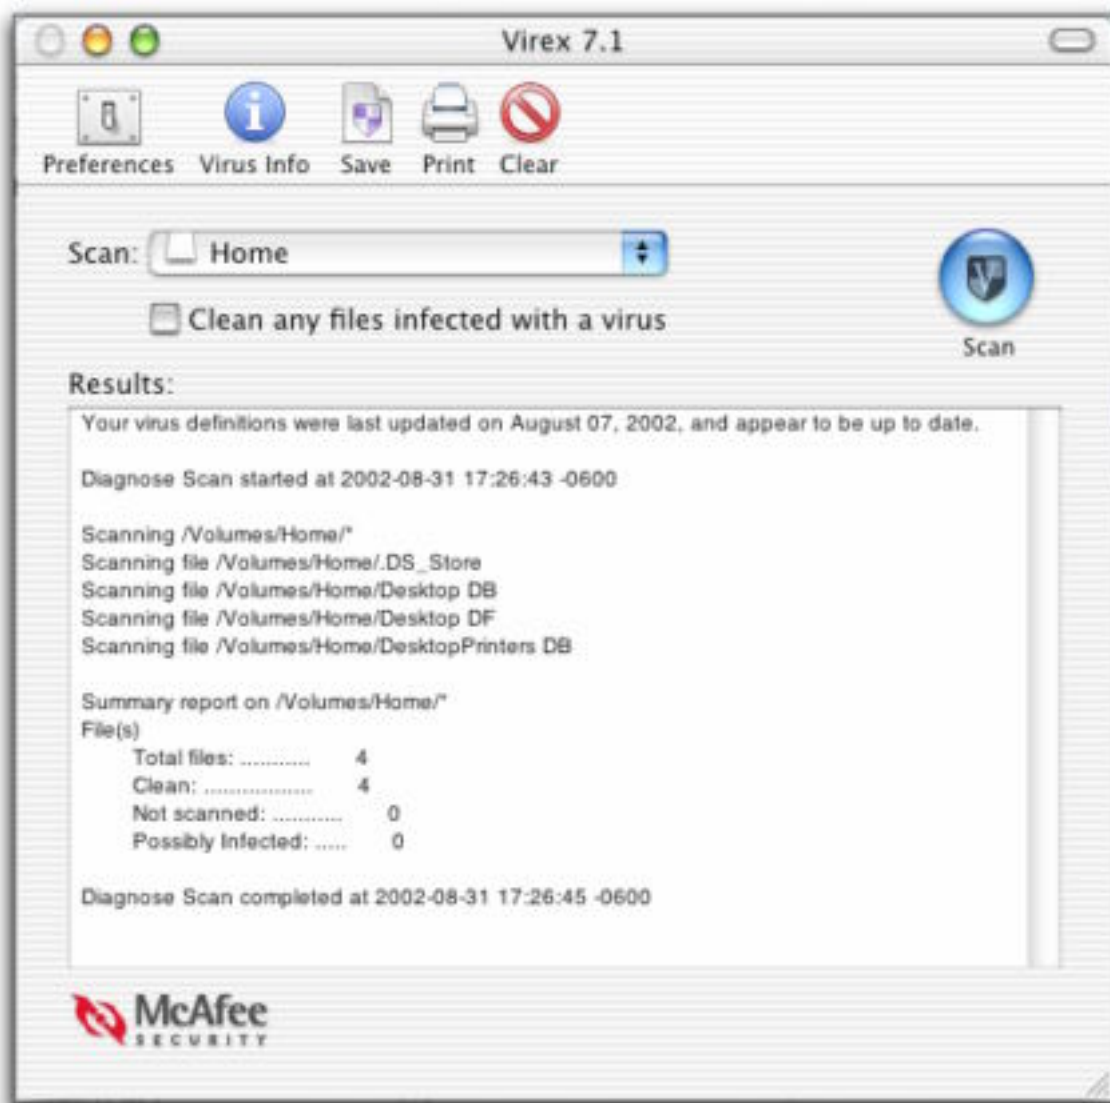 Virex 7.1
Preferences Virus Info Save Print Clear
Scan: Home
Clean any files infected with a virus
Scan
Results:
Your virus definitions were last updated on August 07, 2002, and appear to be up to date.
Diagnose Scan started at 2002-08-31 17:26:43 -0600
Scanning /Volumes/Home/*
Scanning file /Volumes/Home/.DS_Store
Scanning file /Volumes/Home/Desktop DB
Scanning file /Volumes/Home/Desktop DF
Scanning file /Volumes/Home/DesktopPrinters DB
Summary report on /Volumes/Home/*
File(s)
Total files: ............ 4
Clean: .................. 4
Not scanned: ............ 0
Possibly Infected: ..... 0
Diagnose Scan completed at 2002-08-31 17:26:45 -0600
McAfee
SECURITY